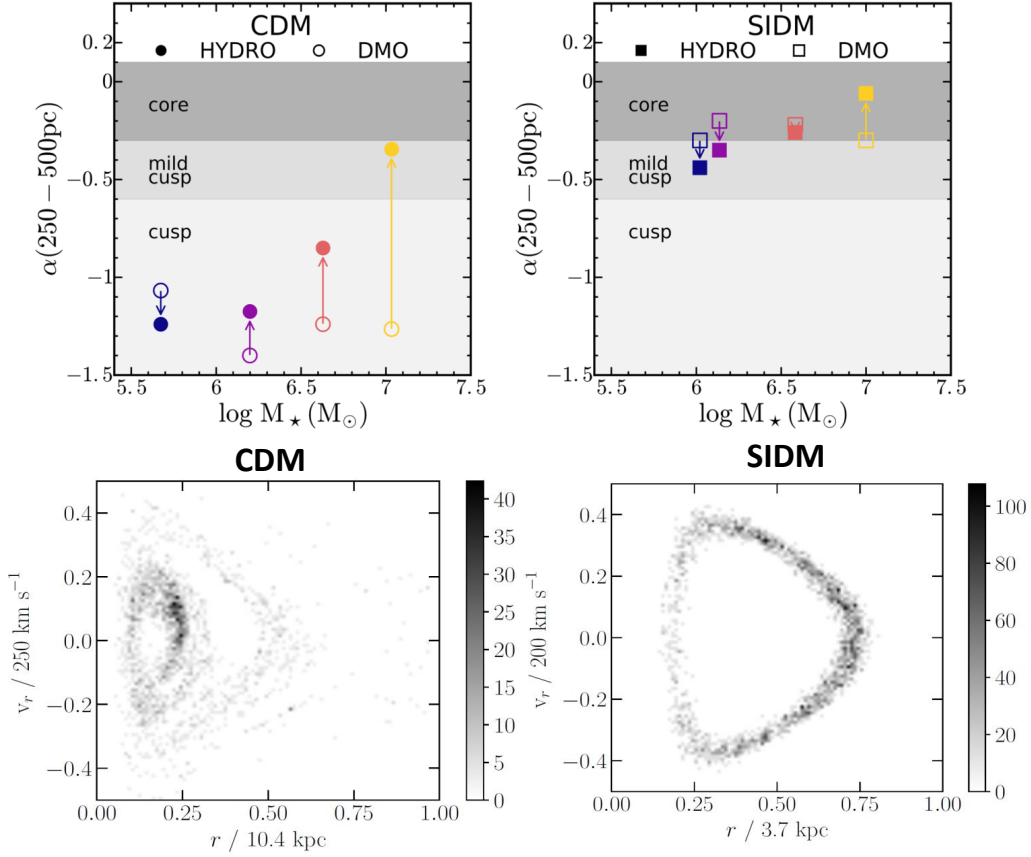 CDM
HYDRO DMO
0.2
0
−0.5
−1
−1.5
α(250 − 500pc)
core
mild
cusp
cusp
5.5 6 6.5 7 7.5
log M⋆ (M⊙)
SIDM
HYDRO DMO
0.2
0
−0.5
−1
−1.5
α(250 − 500pc)
core
mild
cusp
cusp
5.5 6 6.5 7 7.5
log M⋆ (M⊙)
CDM
0.4
0.2
0.0
−0.2
−0.4
v_r / 250 km s⁻¹
0.00 0.25 0.50 0.75 1.00
r / 10.4 kpc
40
35
30
25
20
15
10
5
0
SIDM
0.4
0.2
0.0
−0.2
−0.4
v_r / 200 km s⁻¹
0.00 0.25 0.50 0.75 1.00
r / 3.7 kpc
100
80
60
40
20
0